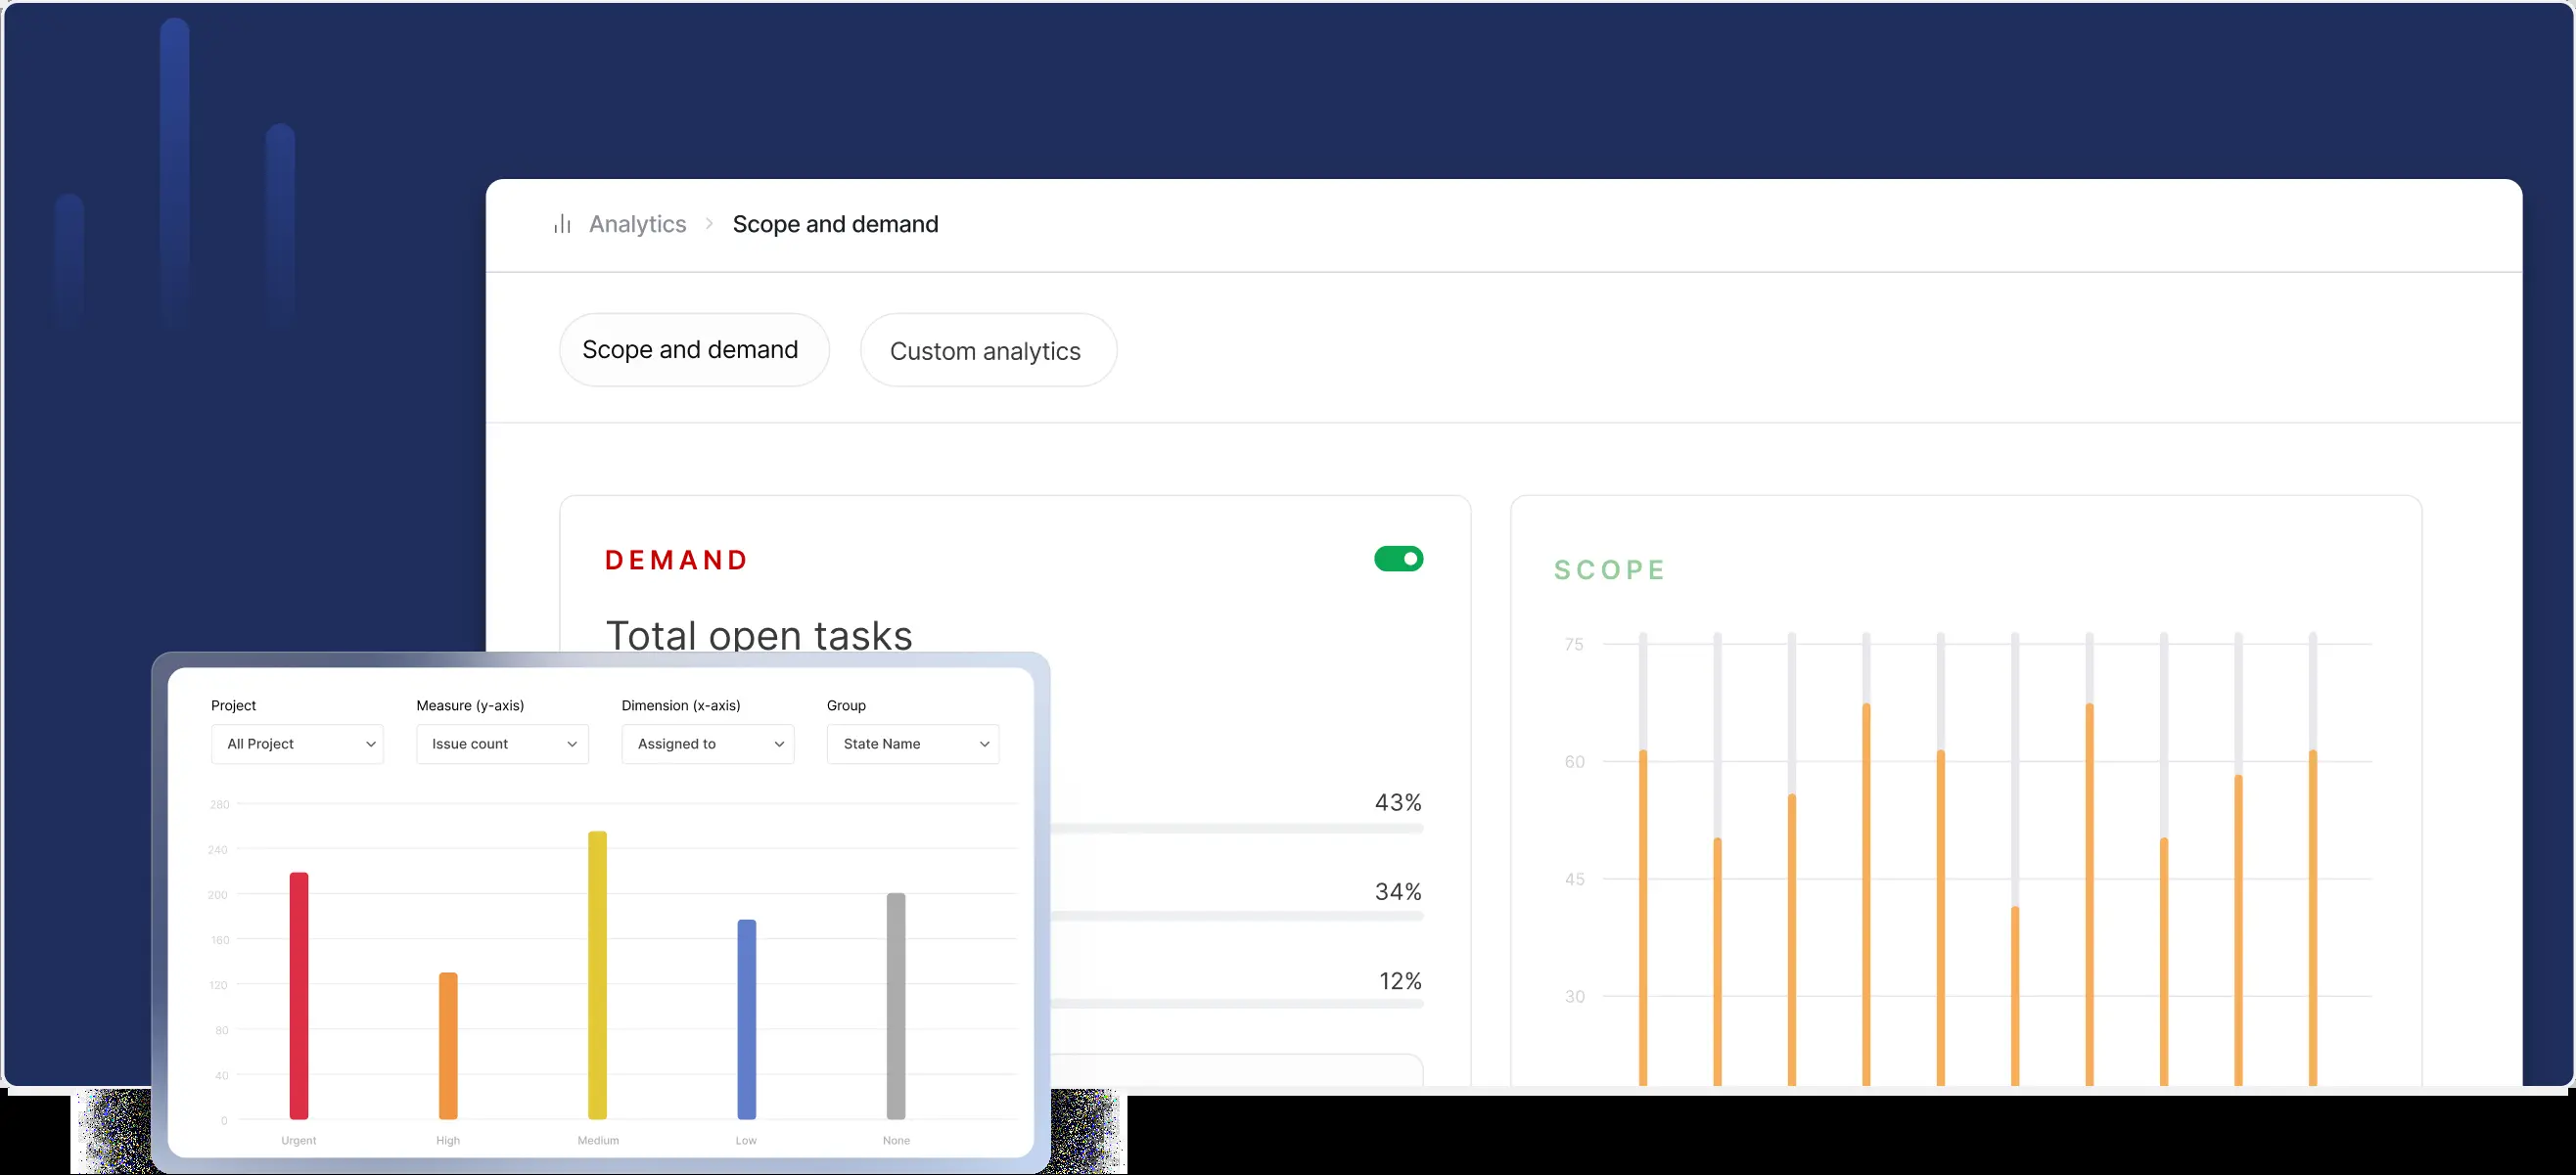 Analytics > Scope and demand
Scope and demand
Custom analytics
DEMAND
Total open tasks
43%
34%
12%
SCOPE
75
60
45
30
Project
Measure (y-axis)
Dimension (x-axis)
Group
All Project
Issue count
Assigned to
State Name
280
240
200
160
120
80
40
0
Urgent
High
Medium
Low
None